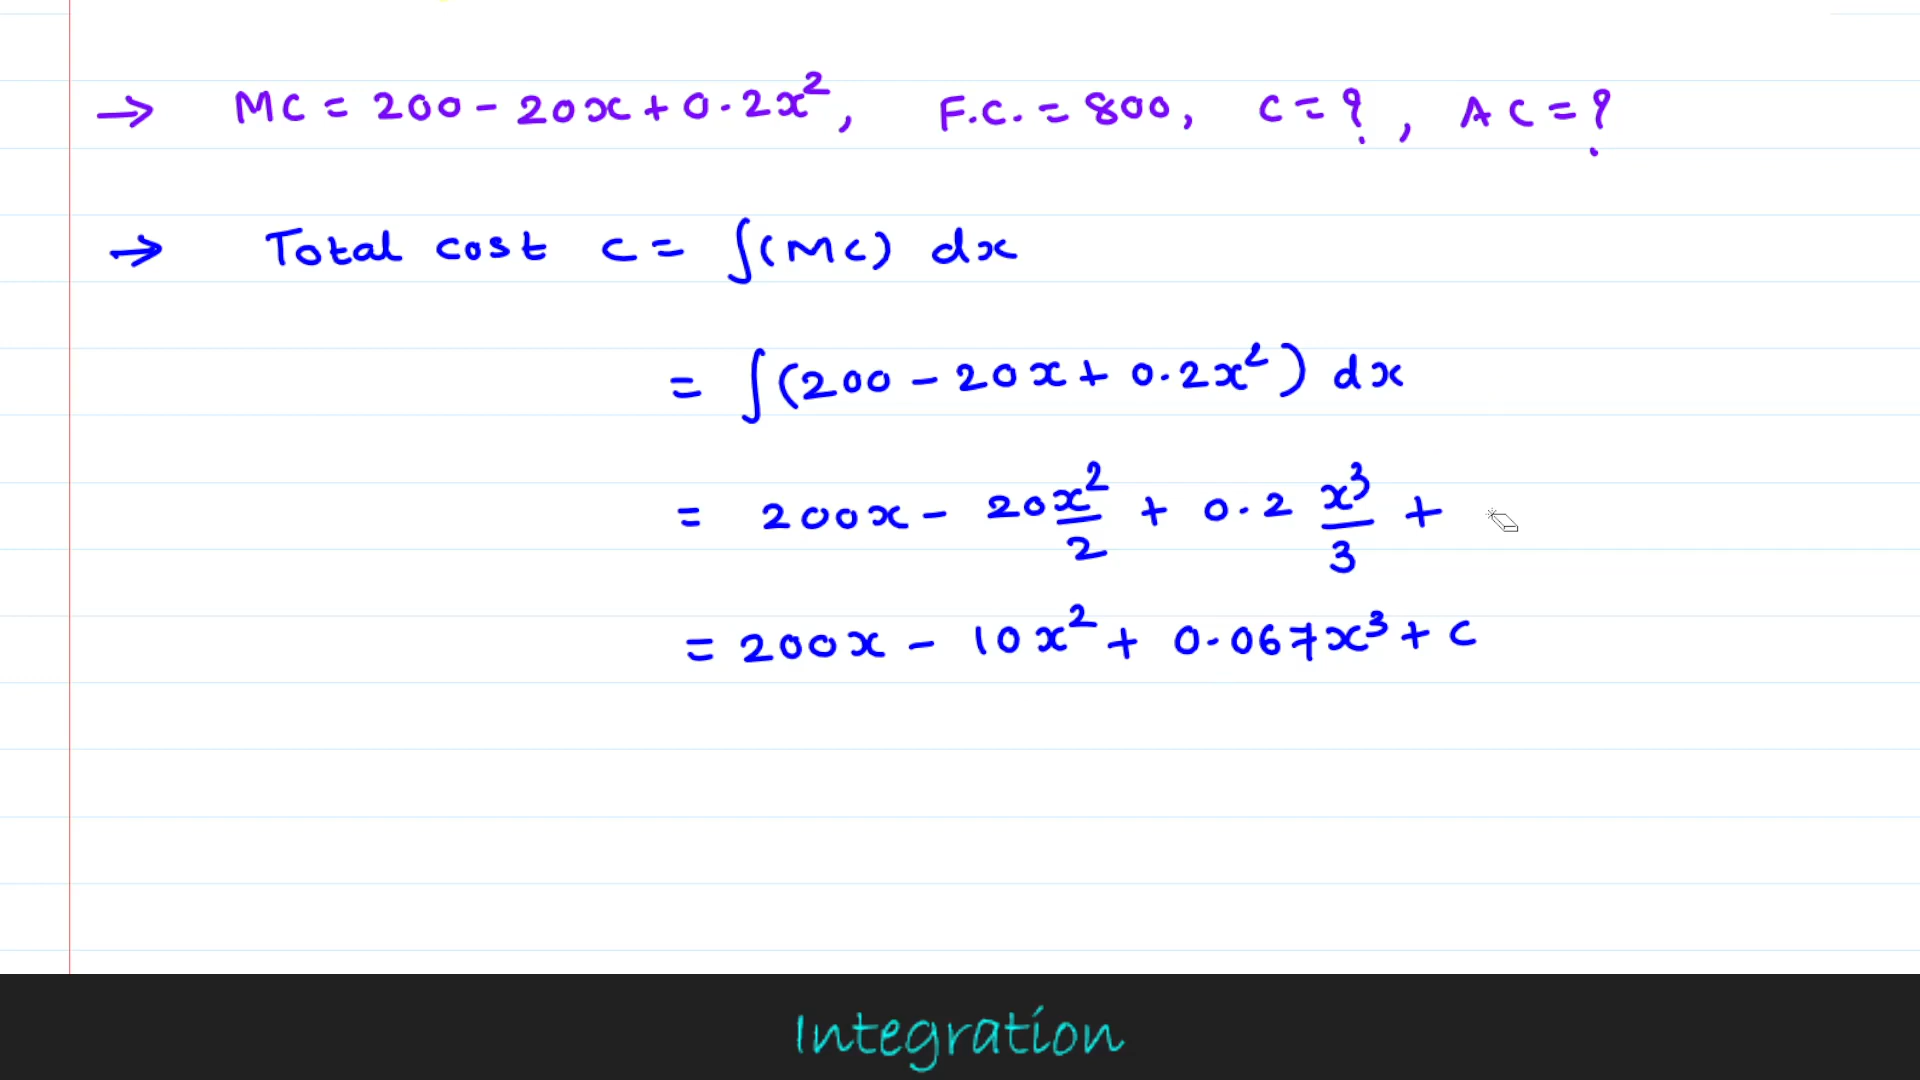 → MC = 200 - 20x + 0.2x², F.C. = 800, C = ?, AC = ?
→ Total cost C = ∫(MC) dx
= ∫(200 - 20x + 0.2x²) dx
= 200x - 20x²/2 + 0.2 x³/3 +
= 200x - 10x² + 0.067x³ + c
Integration